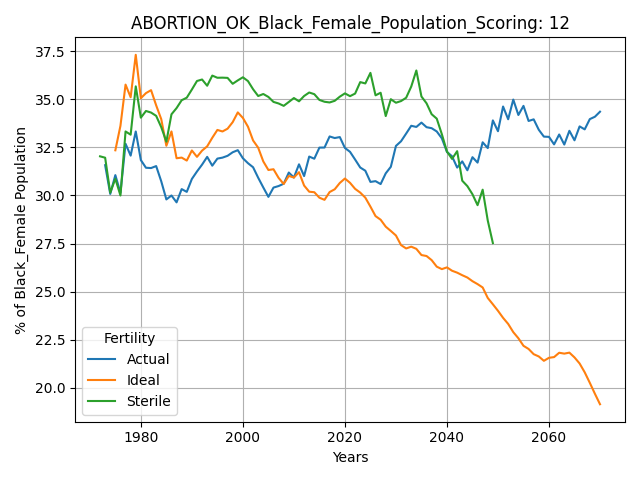 ABORTION_OK_Black_Female_Population_Scoring: 12
% of Black_Female Population
37.5
35.0
32.5
30.0
27.5
25.0
22.5
20.0
Fertility
Actual
Ideal
Sterile
1980 2000 2020 2040 2060
Years